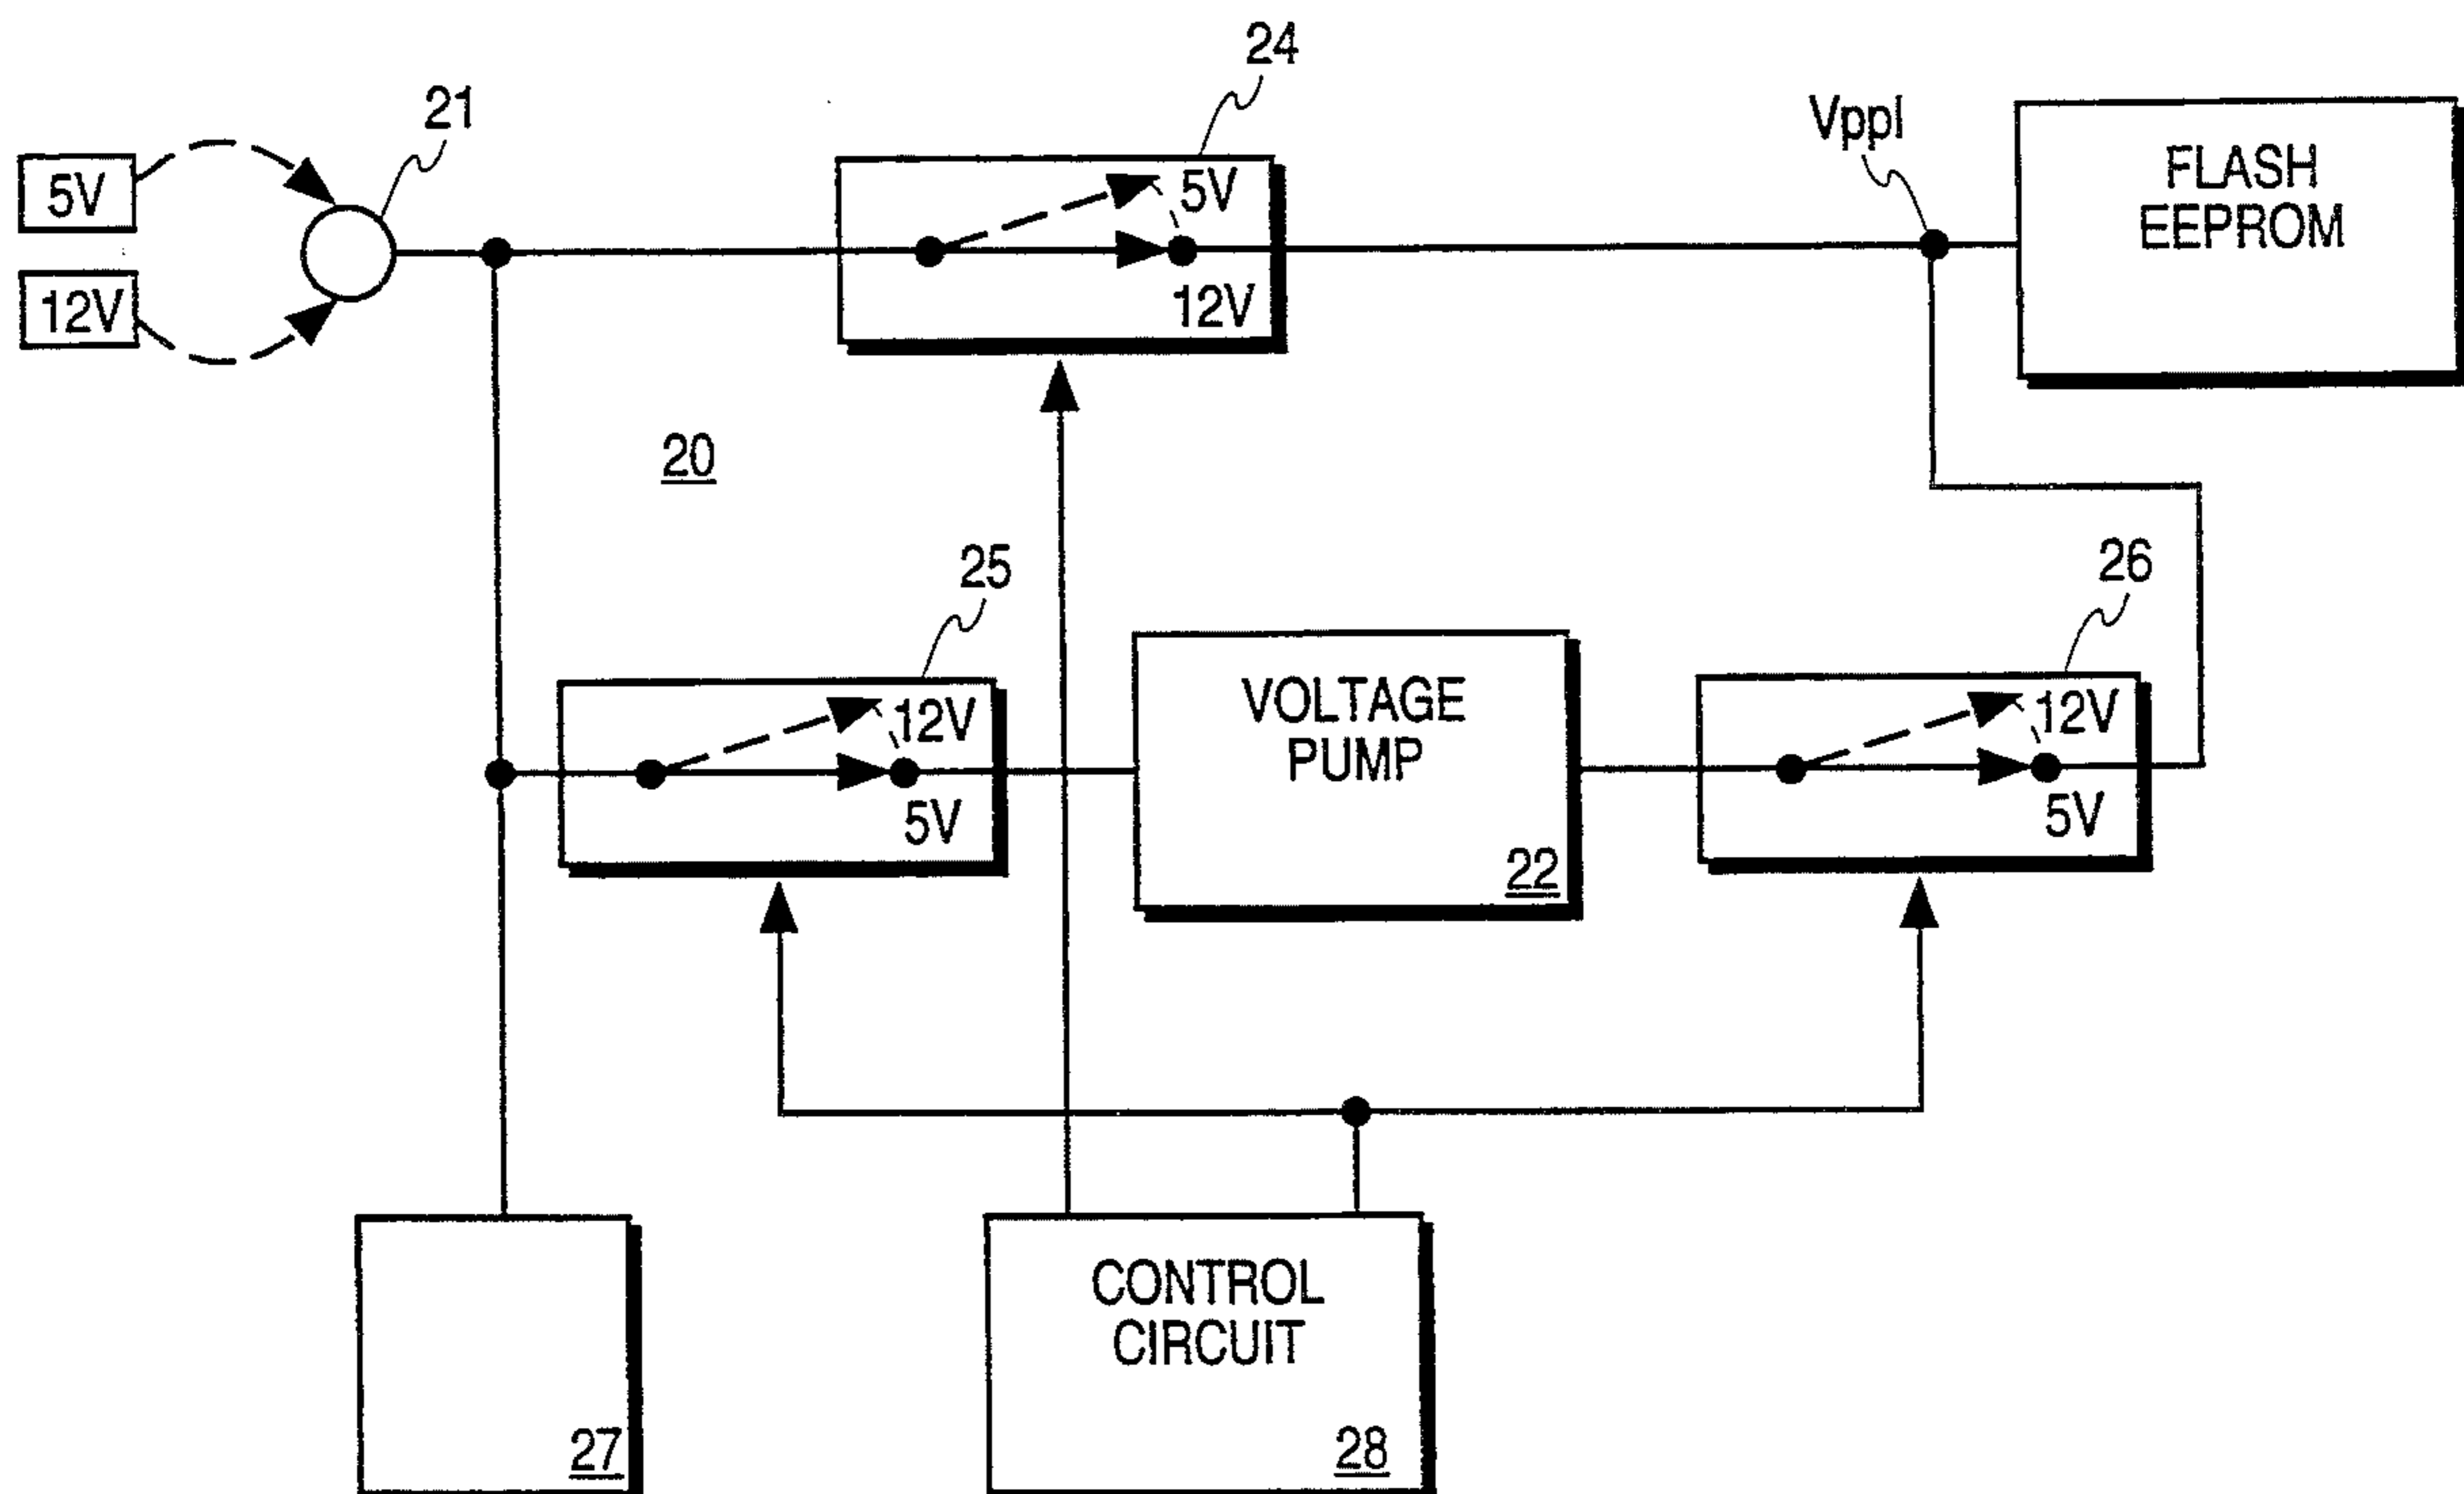 24
21
Vppl
5V
12V
5V
12V
FLASH
EEPROM
20
25
26
12V
5V
VOLTAGE
PUMP
22
12V
5V
27
CONTROL
CIRCUIT
28